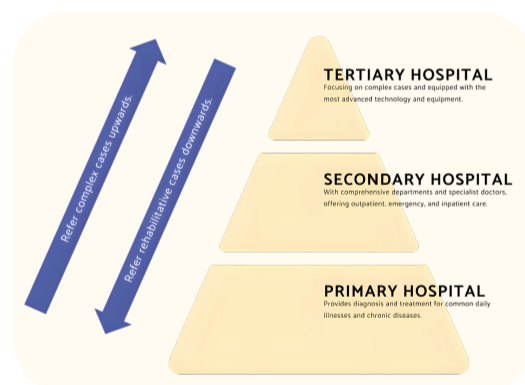 Refer complex cases upwards.
Refer rehabilitative cases downwards.
TERTIARY HOSPITAL
Focusing on complex cases and equipped with the
most advanced technology and equipment.
SECONDARY HOSPITAL
With comprehensive departments and specialist doctors,
offering outpatient, emergency, and inpatient care.
PRIMARY HOSPITAL
Provides diagnosis and treatment for common daily
illnesses and chronic diseases.